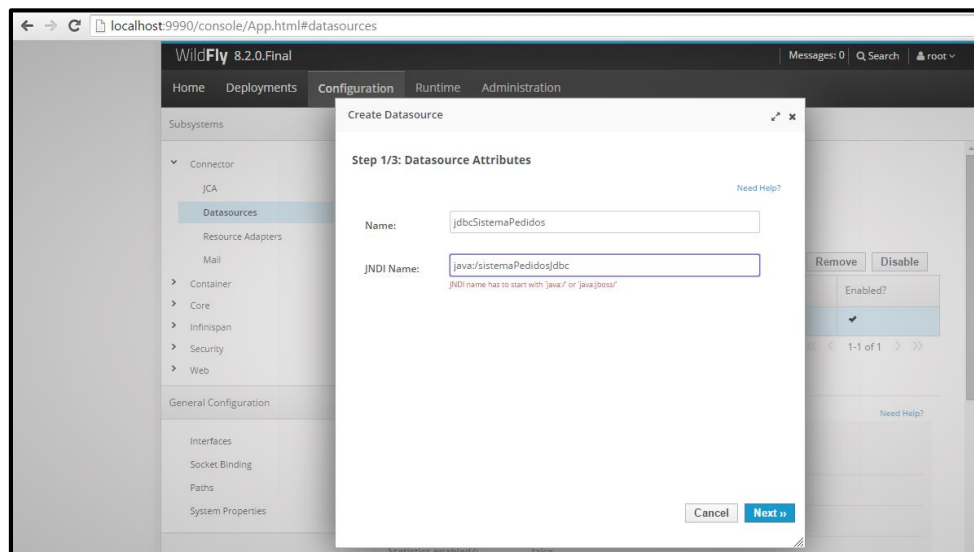 localhost:9990/console/App.html#datasources
WildFly 8.2.0.Final
Messages: 0 Search root
Home Deployments Configuration Runtime Administration
Subsystems
Connector
JCA
Datasources
Resource Adapters
Mail
Container
Core
Infinispan
Security
Web
General Configuration
Interfaces
Socket Binding
Paths
System Properties
Create Datasource
Step 1/3: Datasource Attributes
Need Help?
Name: jdbcSistemaPedidos
JNDI Name: java:/sistemaPedidosJdbc
JNDI name has to start with 'java:/' or 'java:jboss/'
Cancel Next »
Remove Disable
Enabled?
1-1 of 1
Need Help?
Statistics enabled?: false